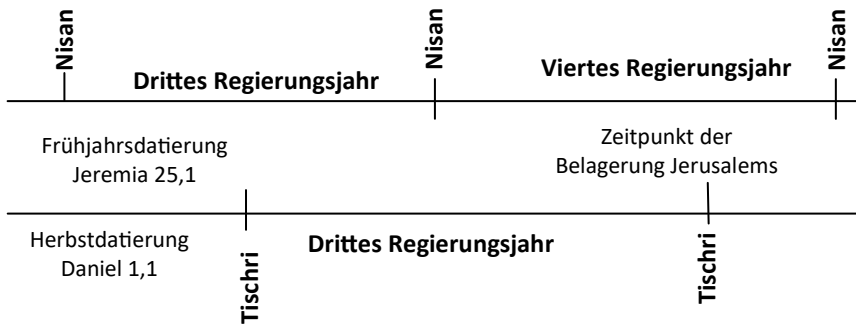 Nisan
Nisan
Nisan
Drittes Regierungsjahr
Viertes Regierungsjahr
Frühjahrsdatierung
Jeremia 25,1
Zeitpunkt der
Belagerung Jerusalems
Herbstdatierung
Daniel 1,1
Tischri
Drittes Regierungsjahr
Tischri